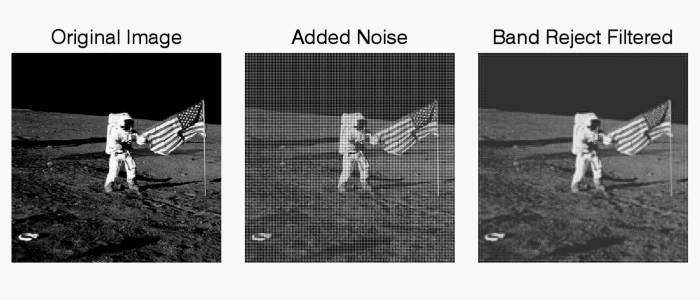 Original Image
Added Noise
Band Reject Filtered